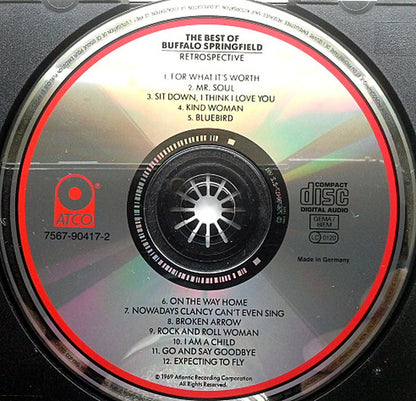 THE BEST OF
BUFFALO SPRINGFIELD
RETROSPECTIVE
1. FOR WHAT IT'S WORTH
2. MR. SOUL
3. SIT DOWN, I THINK I LOVE YOU
4. KIND WOMAN
5. BLUEBIRD
ATCO
7567-90417-2
COMPACT
disc
DIGITAL AUDIO
GEMA/
BIEM
LC 0120
Made in Germany
6. ON THE WAY HOME
7. NOWADAYS CLANCY CAN'T EVEN SING
8. BROKEN ARROW
9. ROCK AND ROLL WOMAN
10. I AM A CHILD
11. GO AND SAY GOODBYE
12. EXPECTING TO FLY
© 1969 Atlantic Recording Corporation
All Rights Reserved.